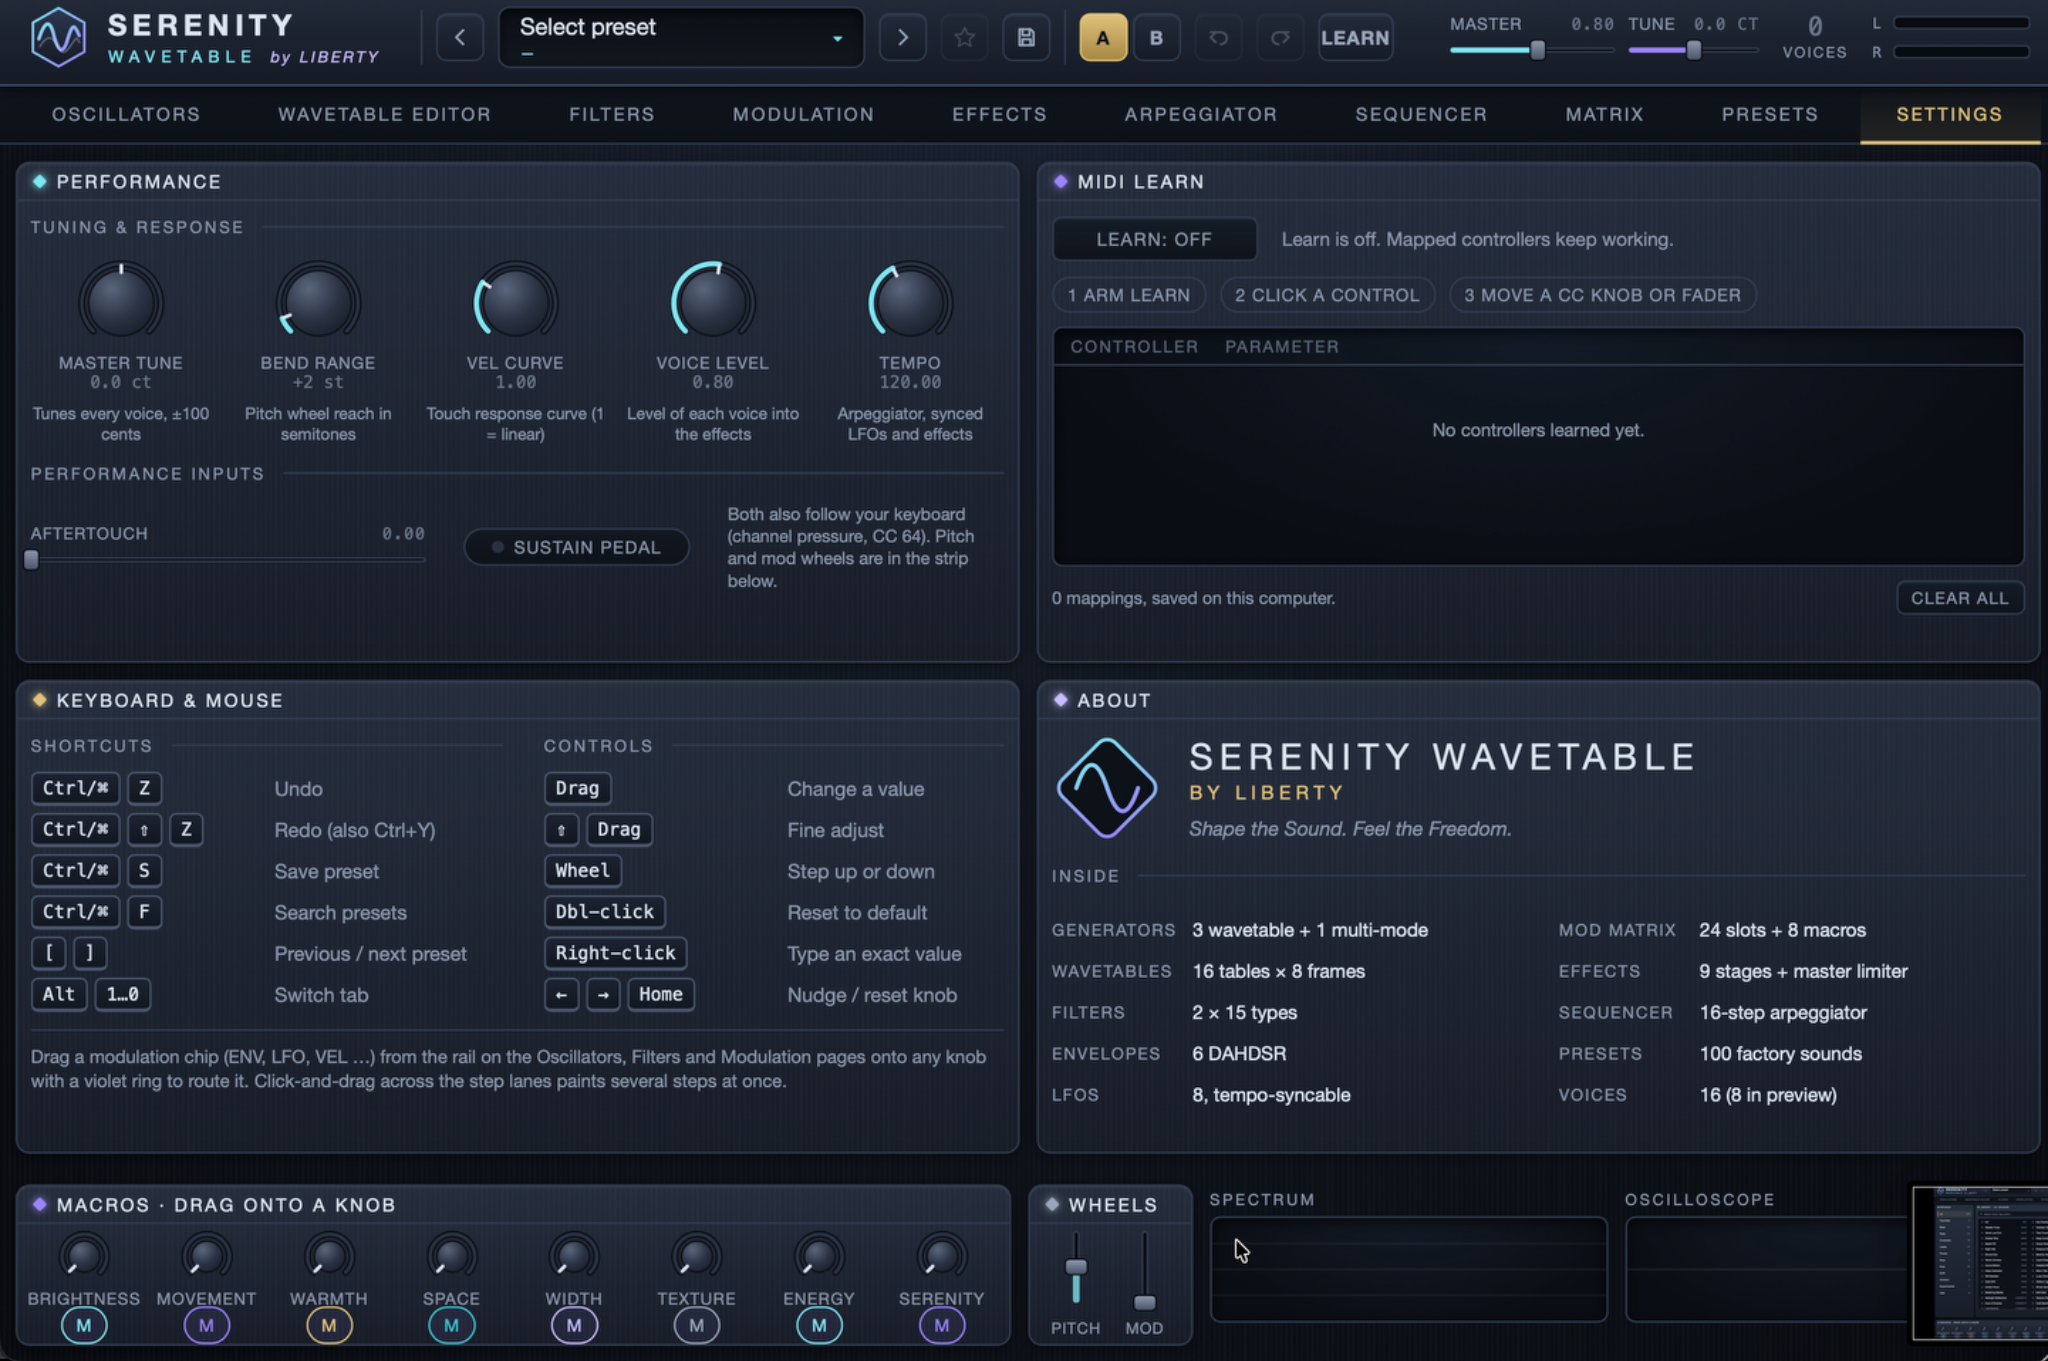 SERENITY
WAVETABLE by LIBERTY
Select preset
–
A
B
LEARN
MASTER 0.80
TUNE 0.0 CT
0
VOICES
L
R
OSCILLATORS
WAVETABLE EDITOR
FILTERS
MODULATION
EFFECTS
ARPEGGIATOR
SEQUENCER
MATRIX
PRESETS
SETTINGS
PERFORMANCE
TUNING & RESPONSE
MASTER TUNE
0.0 ct
Tunes every voice, ±100
cents
BEND RANGE
+2 st
Pitch wheel reach in
semitones
VEL CURVE
1.00
Touch response curve (1
= linear)
VOICE LEVEL
0.80
Level of each voice into
the effects
TEMPO
120.00
Arpeggiator, synced
LFOs and effects
PERFORMANCE INPUTS
AFTERTOUCH 0.00
SUSTAIN PEDAL
Both also follow your keyboard
(channel pressure, CC 64). Pitch
and mod wheels are in the strip
below.
MIDI LEARN
LEARN: OFF
Learn is off. Mapped controllers keep working.
1 ARM LEARN
2 CLICK A CONTROL
3 MOVE A CC KNOB OR FADER
CONTROLLER PARAMETER
No controllers learned yet.
0 mappings, saved on this computer.
CLEAR ALL
KEYBOARD & MOUSE
SHORTCUTS
Ctrl/⌘ Z Undo
Ctrl/⌘ ⇧ Z Redo (also Ctrl+Y)
Ctrl/⌘ S Save preset
Ctrl/⌘ F Search presets
[ ] Previous / next preset
Alt 1…0 Switch tab
CONTROLS
Drag Change a value
⇧ Drag Fine adjust
Wheel Step up or down
Dbl-click Reset to default
Right-click Type an exact value
← → Home Nudge / reset knob
Drag a modulation chip (ENV, LFO, VEL …) from the rail on the Oscillators, Filters and Modulation pages onto any knob
with a violet ring to route it. Click-and-drag across the step lanes paints several steps at once.
ABOUT
SERENITY WAVETABLE
BY LIBERTY
Shape the Sound. Feel the Freedom.
INSIDE
GENERATORS 3 wavetable + 1 multi-mode
WAVETABLES 16 tables × 8 frames
FILTERS 2 × 15 types
ENVELOPES 6 DAHDSR
LFOS 8, tempo-syncable
MOD MATRIX 24 slots + 8 macros
EFFECTS 9 stages + master limiter
SEQUENCER 16-step arpeggiator
PRESETS 100 factory sounds
VOICES 16 (8 in preview)
MACROS · DRAG ONTO A KNOB
BRIGHTNESS
M
MOVEMENT
M
WARMTH
M
SPACE
M
WIDTH
M
TEXTURE
M
ENERGY
M
SERENITY
M
WHEELS
PITCH
MOD
SPECTRUM
OSCILLOSCOPE